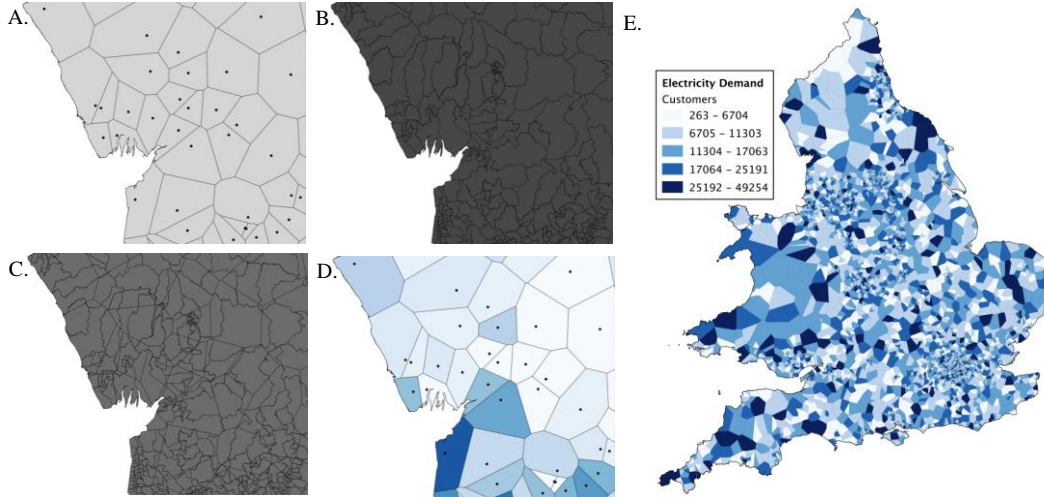 A.
B.
E.
Electricity Demand
Customers
263 – 6704
6705 – 11303
11304 – 17063
17064 – 25191
25192 – 49254
C.
D.